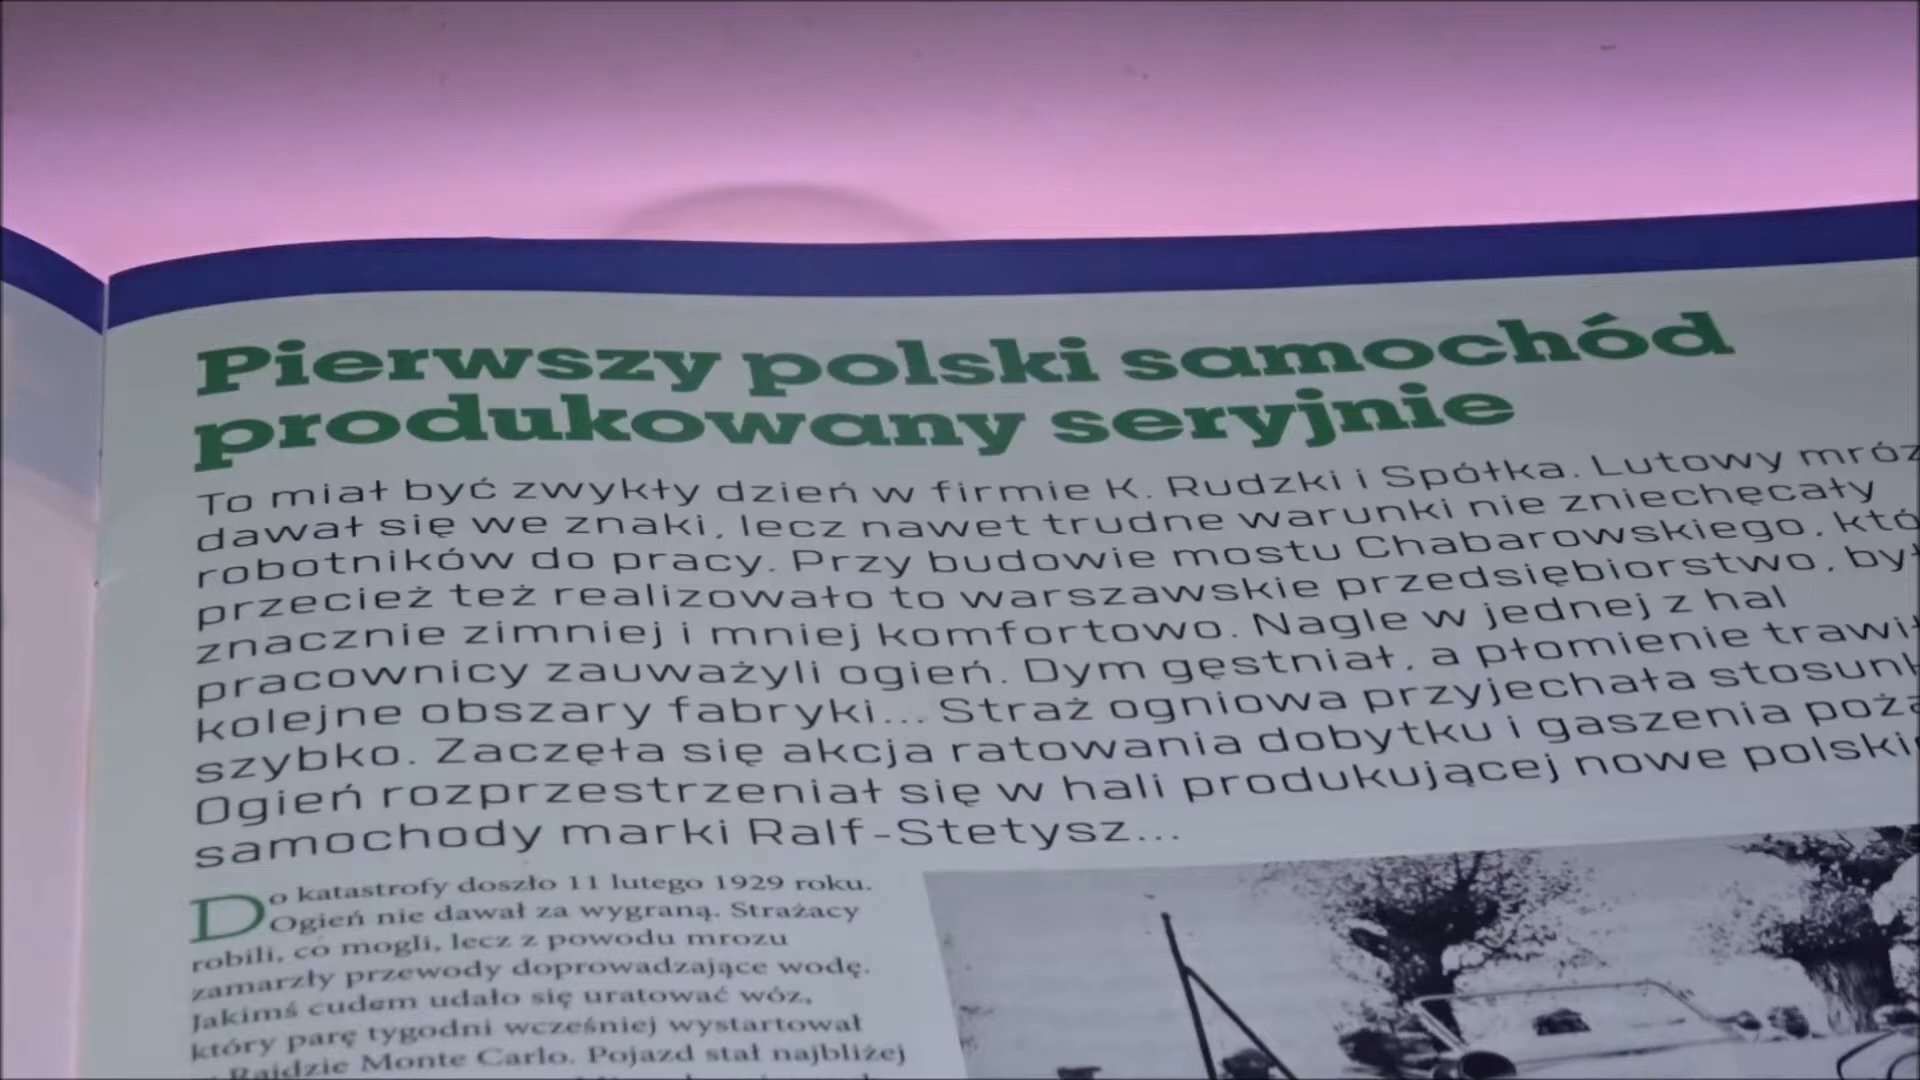 Pierwszy polski samochód
produkowany seryjnie
To miał być zwykły dzień w firmie K. Rudzki i Spółka. Lutowy mróz
dawał się we znaki, lecz nawet trudne warunki nie zniechęcały
robotników do pracy. Przy budowie mostu Chabarowskiego,
przecież też realizowało to warszawskie przedsiębiorstwo,
znacznie zimniej i mniej komfortowo. Nagle w jednej z hal
pracownicy zauważyli ogień. Dym gęstniał, a płomienie
kolejne obszary fabryki... Straż ogniowa przyjechała
szybko. Zaczęła się akcja ratowania dobytku i gaszenia
Ogień rozprzestrzeniał się w hali produkującej nowe
samochody marki Ralf-Stetysz...
Do katastrofy doszło 11 lutego 1929 roku.
Ogień nie dawał za wygraną. Strażacy
robili, co mogli, lecz z powodu mrozu
zamarzły przewody doprowadzające wodę.
Jakimś cudem udało się uratować wóz,
który parę tygodni wcześniej wystartował
Rajdzie Monte Carlo. Pojazd stał najbliżej